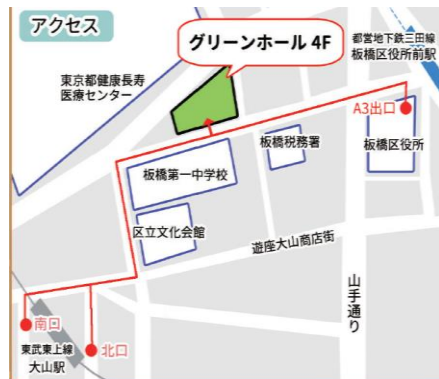 アクセス
グリーンホール 4F
都営地下鉄三田線
板橋区役所前駅
東京都健康長寿
医療センター
A3出口
板橋税務署
板橋区役所
板橋第一中学校
区立文化会館
遊座大山商店街
山手通り
南口
東武東上線
大山駅
北口